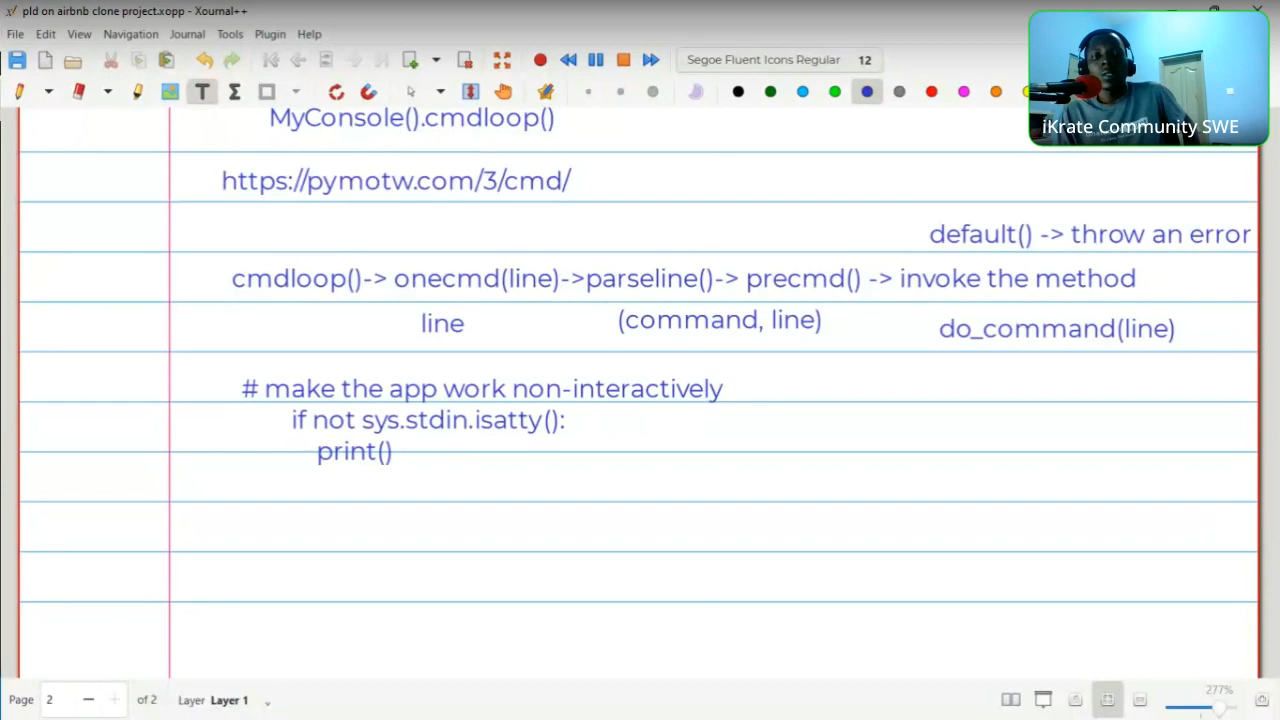 pld on airbnb clone project.xopp - Xournal++
File Edit View Navigation Journal Tools Plugin Help
Segoe Fluent Icons Regular 12
iKrate Community SWE
MyConsole().cmdloop()
https://pymotw.com/3/cmd/
default() -> throw an error
cmdloop()-> onecmd(line)->parseline()-> precmd() -> invoke the method
line (command, line) do_command(line)
# make the app work non-interactively
if not sys.stdin.isatty():
print()
Page 2 of 2 Layer Layer 1 277%